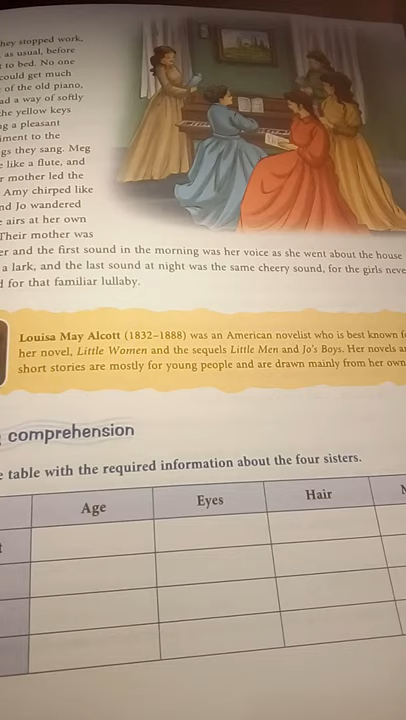 they stopped work,
as usual, before
to bed. No one
could get much
of the old piano,
had a way of softly
the yellow keys
a pleasant
iment to the
gs they sang. Meg
like a flute, and
mother led the
Amy chirped like
nd Jo wandered
airs at her own
Their mother was
er and the first sound in the morning was her voice as she went about the house
a lark, and the last sound at night was the same cheery sound, for the girls neve
for that familiar lullaby.
Louisa May Alcott (1832–1888) was an American novelist who is best known f
her novel, Little Women and the sequels Little Men and Jo's Boys. Her novels a
short stories are mostly for young people and are drawn mainly from her own
comprehension
table with the required information about the four sisters.
Age Eyes Hair